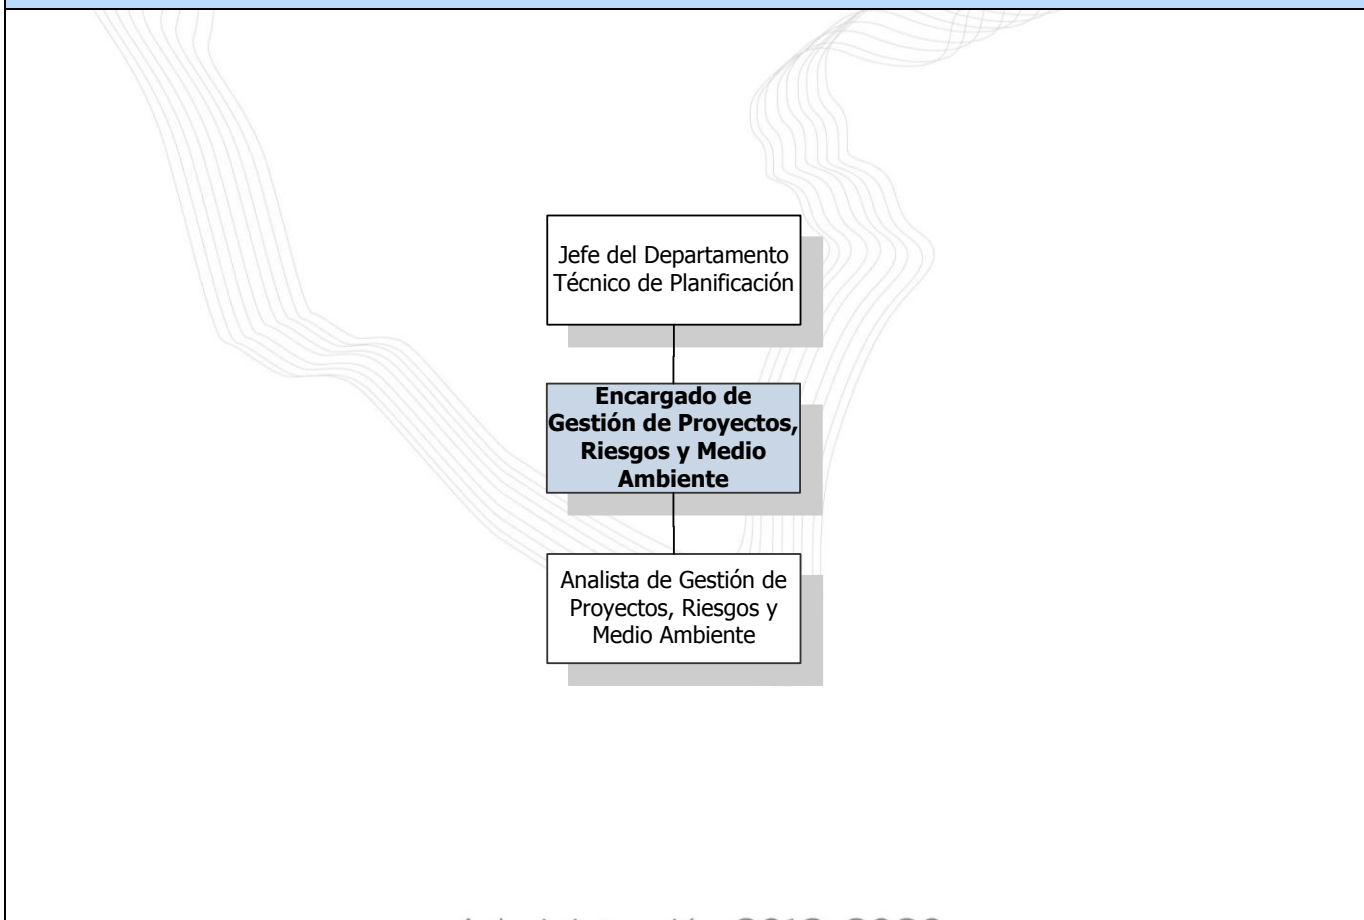 Jefe del Departamento
Técnico de Planificación
Encargado de
Gestión de Proyectos,
Riesgos y Medio
Ambiente
Analista de Gestión de
Proyectos, Riesgos y
Medio Ambiente